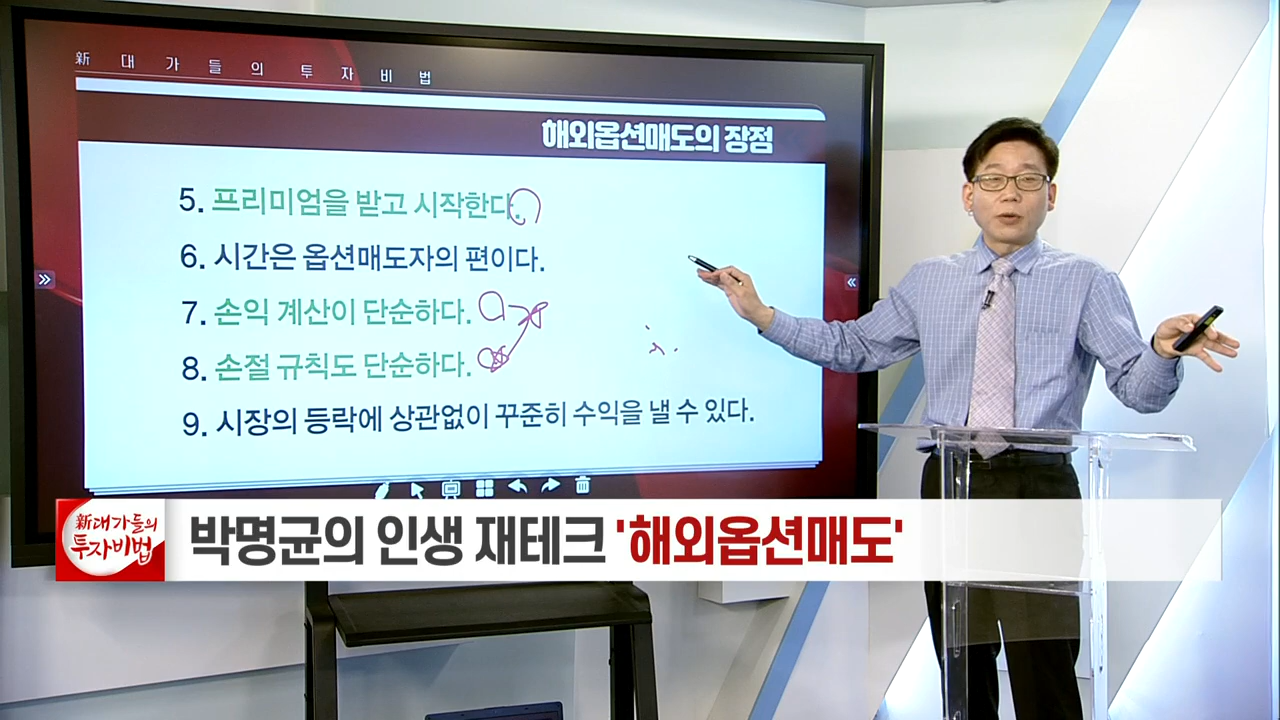 新 대 가 들 의 투 자 비 법
해외옵션매도의 장점
5. 프리미엄을 받고 시작한다.
6. 시간은 옵션매도자의 편이다.
7. 손익 계산이 단순하다.
8. 손절 규칙도 단순하다.
9. 시장의 등락에 상관없이 꾸준히 수익을 낼 수 있다.
新대가들의
투자비법
박명균의 인생 재테크 '해외옵션매도'